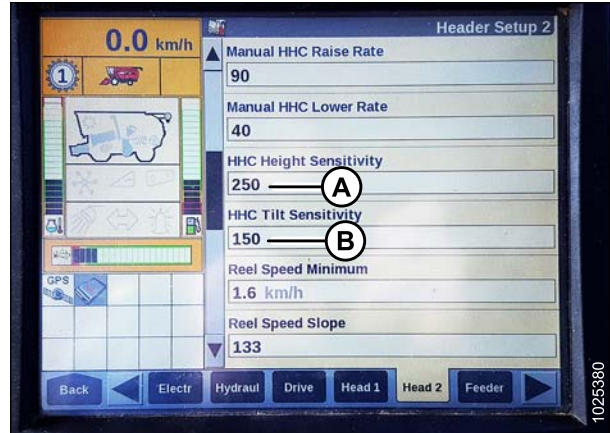 Header Setup 2
0.0 km/h
1
Manual HHC Raise Rate
90
Manual HHC Lower Rate
40
HHC Height Sensitivity
250
A
HHC Tilt Sensitivity
150
B
Reel Speed Minimum
1.6 km/h
Reel Speed Slope
133
GPS
Back
Electr
Hydraul
Drive
Head 1
Head 2
Feeder
1025380